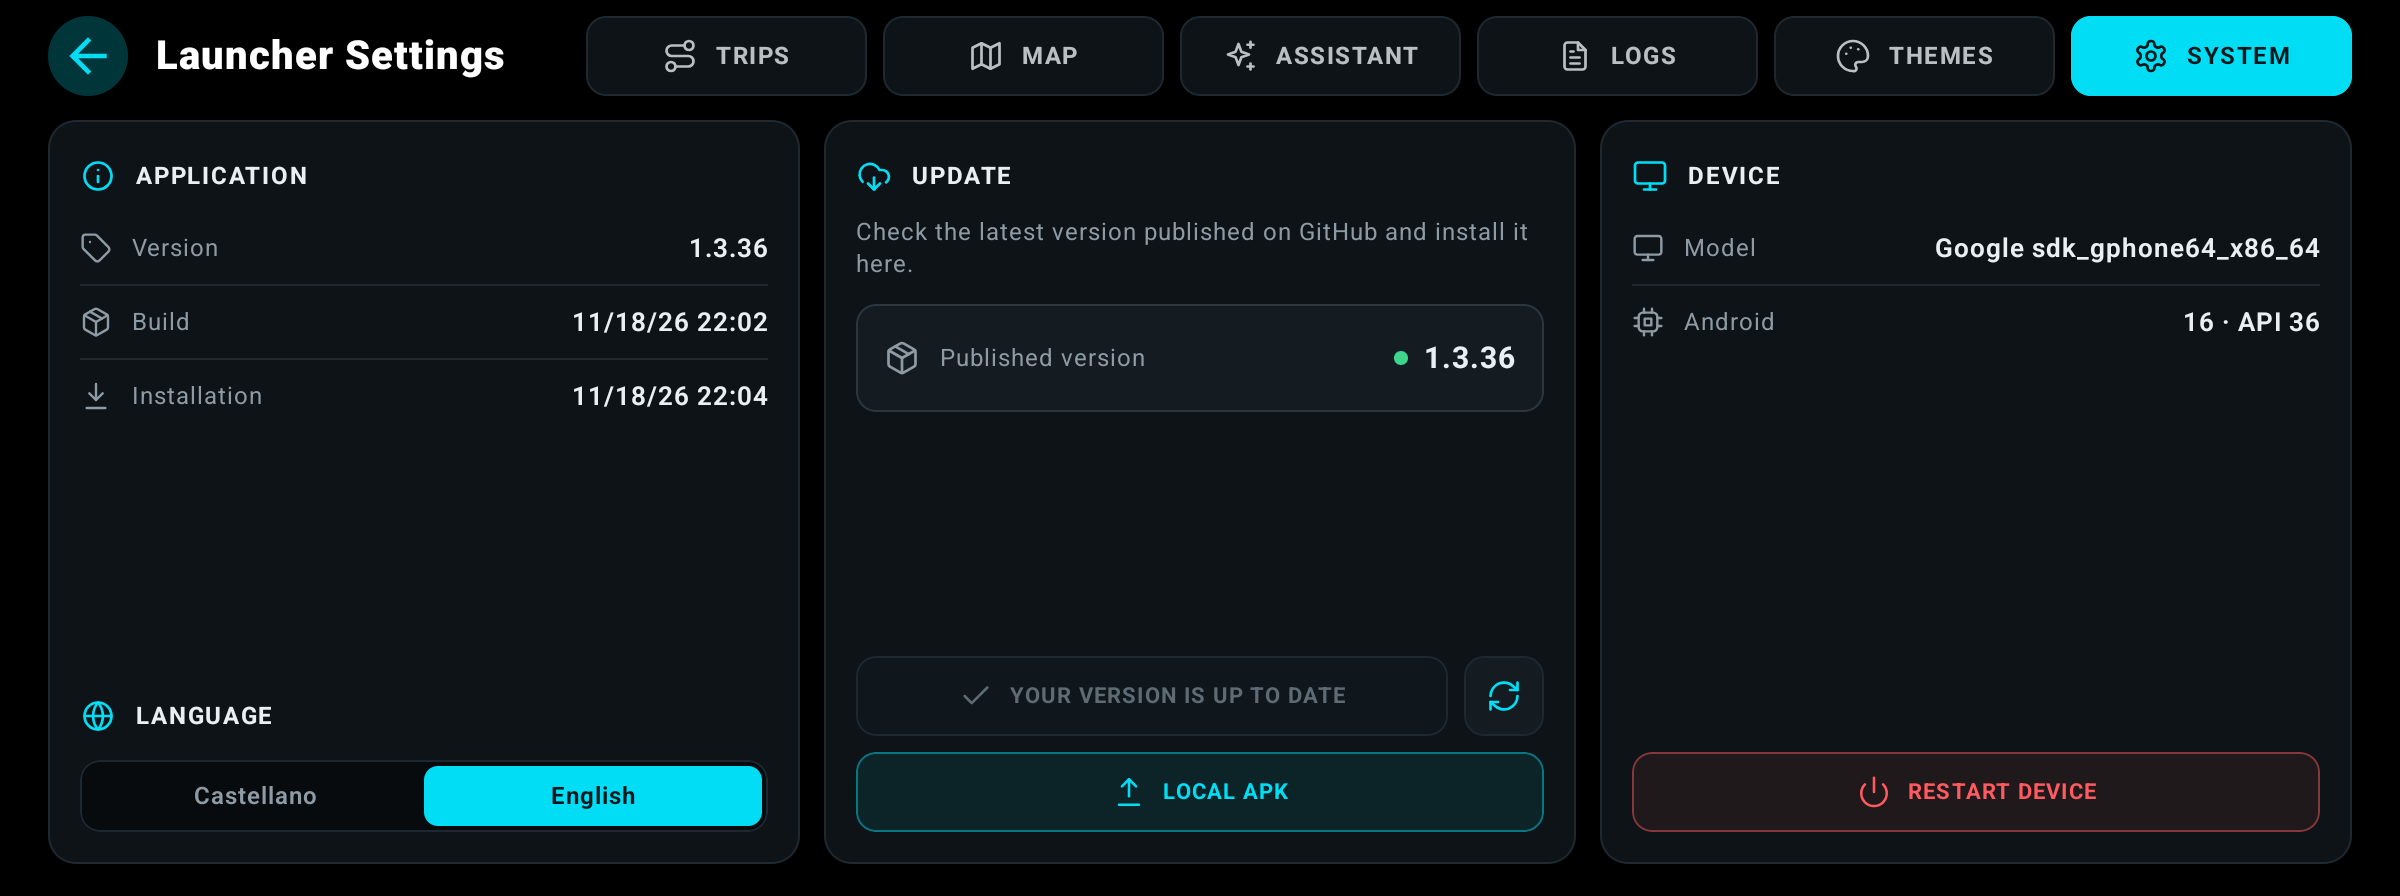 Launcher Settings
TRIPS
MAP
ASSISTANT
LOGS
THEMES
SYSTEM
APPLICATION
Version 1.3.36
Build 11/18/26 22:02
Installation 11/18/26 22:04
LANGUAGE
Castellano English
UPDATE
Check the latest version published on GitHub and install it
here.
Published version 1.3.36
YOUR VERSION IS UP TO DATE
LOCAL APK
DEVICE
Model Google sdk_gphone64_x86_64
Android 16 · API 36
RESTART DEVICE